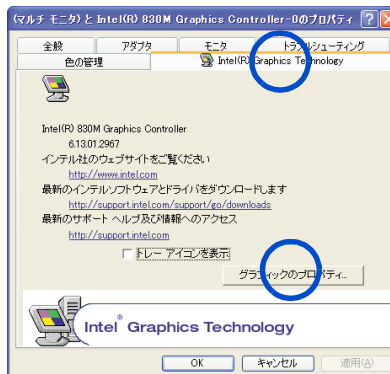 (マルチ モニタ) と Intel(R) 830M Graphics Controller-0のプロパティ
全般 アダプタ モニタ トラブルシューティング
色の管理 Intel(R) Graphics Technology
Intel(R) 830M Graphics Controller
6.13.01.2967
インテル社のウェブサイトをご覧ください
http://www.intel.com
最新のインテルソフトウェアとドライバをダウンロードします
http://support.intel.com/support/go/downloads
最新のサポート ヘルプ及び情報へのアクセス
http://support.intel.com
トレー アイコンを表示
グラフィックのプロパティ...
Intel® Graphics Technology
OK キャンセル 適用(A)